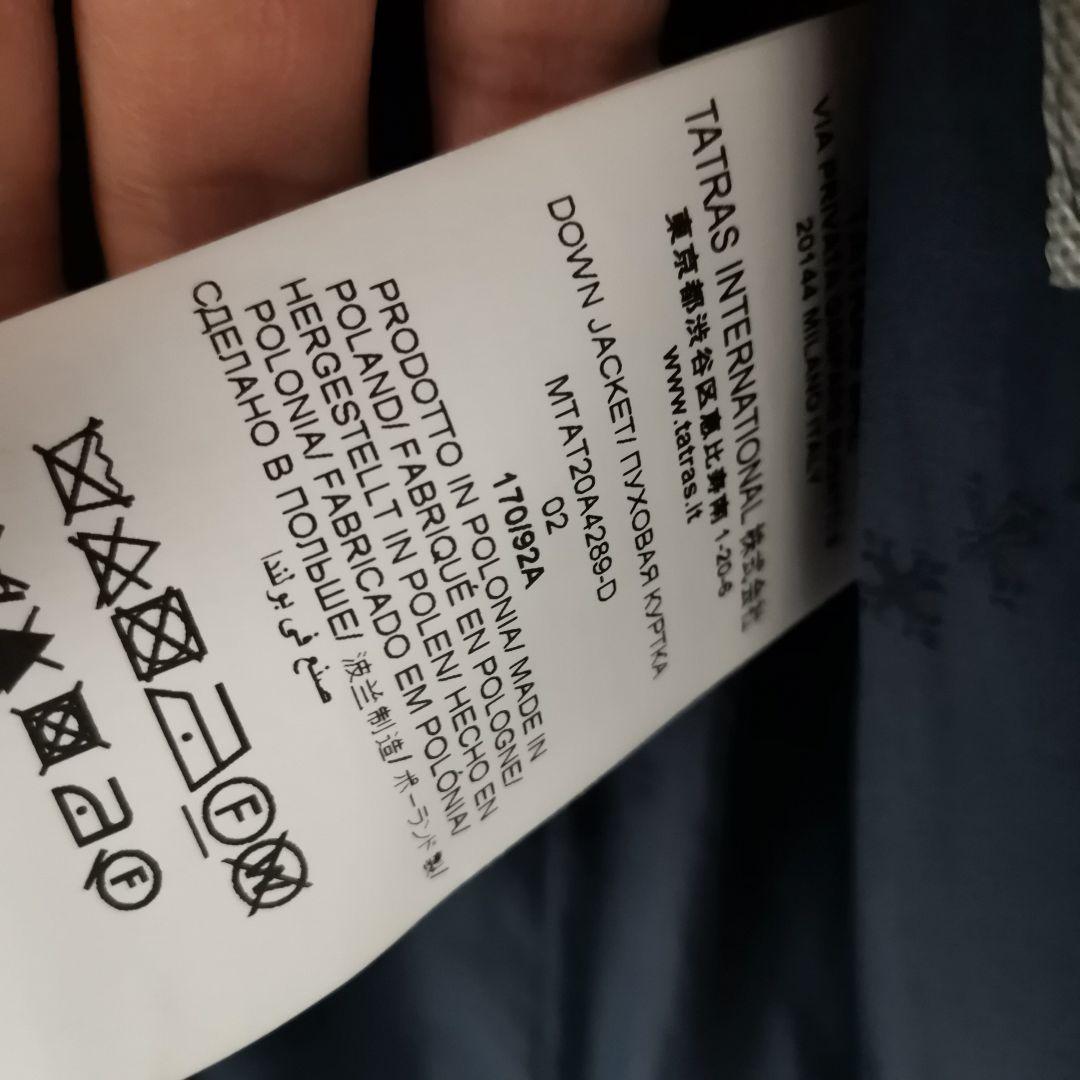 VIA PRIVATA
20144 MILANO ITALY
TATRAS INTERNATIONAL 株式会社
東京都渋谷区恵比寿南 1-20-6
www.tatras.it
DOWN JACKET/ ПУХОВАЯ КУРТКА
MTAT20A4289-D
02
170/92A
PRODOTTO IN POLONIA/ MADE IN
POLAND/ FABRIQUÉ EN POLOGNE/
HERGESTELLT IN POLEN/ HECHO EN
POLONIA/ FABRICADO EM POLÓNIA/
СДЕЛАНО В ПОЛЬШЕ/ 波兰制造/ ポーランド製
صنع في بولندا
F
W
F